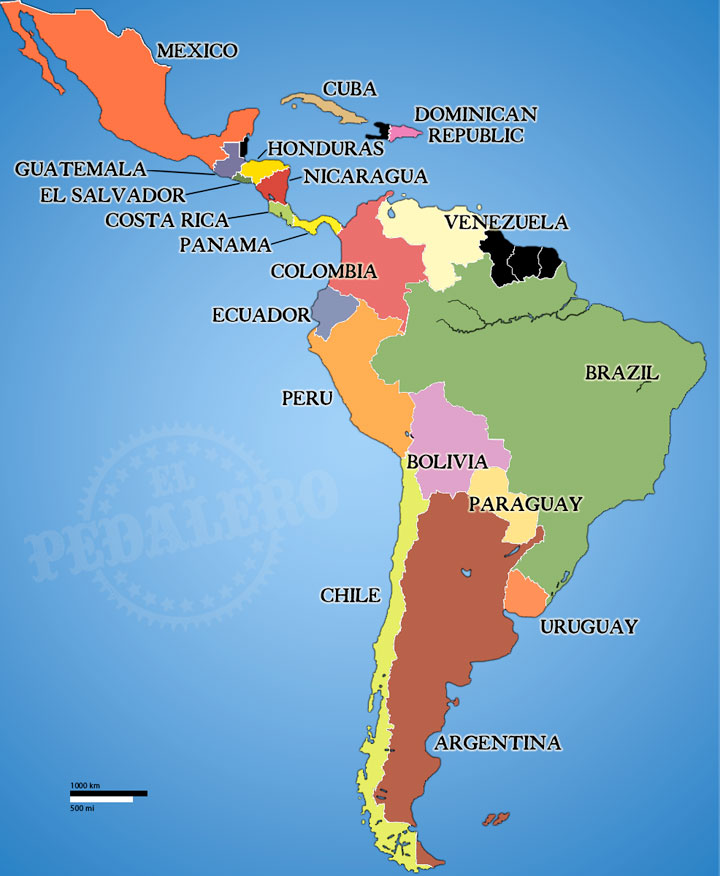 MEXICO
CUBA
DOMINICAN
REPUBLIC
HONDURAS
GUATEMALA
NICARAGUA
EL SALVADOR
COSTA RICA
VENEZUELA
PANAMA
COLOMBIA
ECUADOR
BRAZIL
PERU
BOLIVIA
EL
PEDALERO
PARAGUAY
CHILE
URUGUAY
ARGENTINA
1000 km
500 mi